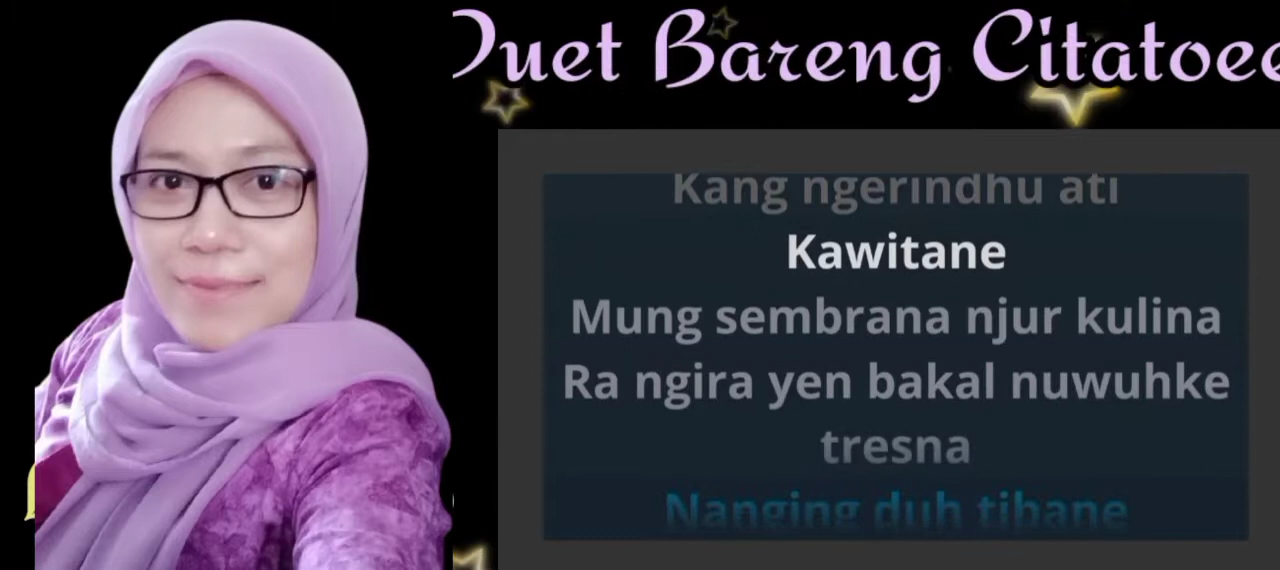 Duet Bareng Citatoee
Kang ngerindhu ati
Kawitane
Mung sembrana njur kulina
Ra ngira yen bakal nuwuhke
tresna
Nanging duh tibane